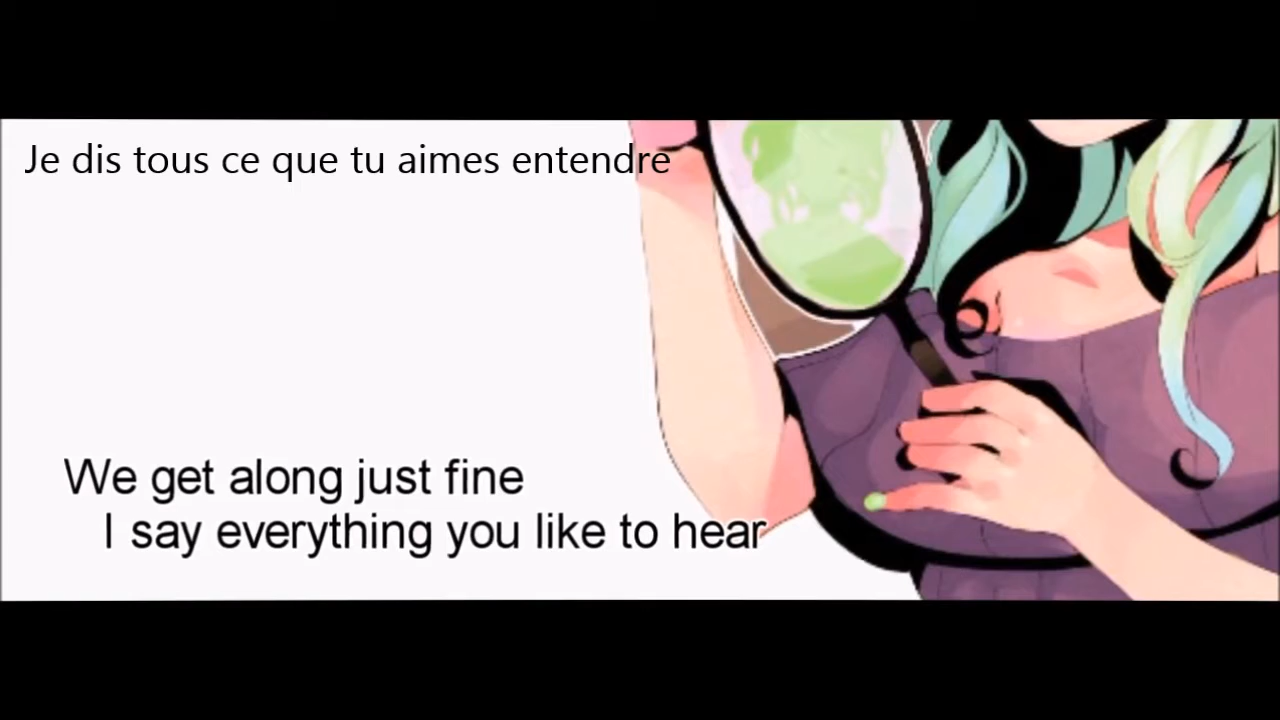 Je dis tous ce que tu aimes entendre
We get along just fine
I say everything you like to hear